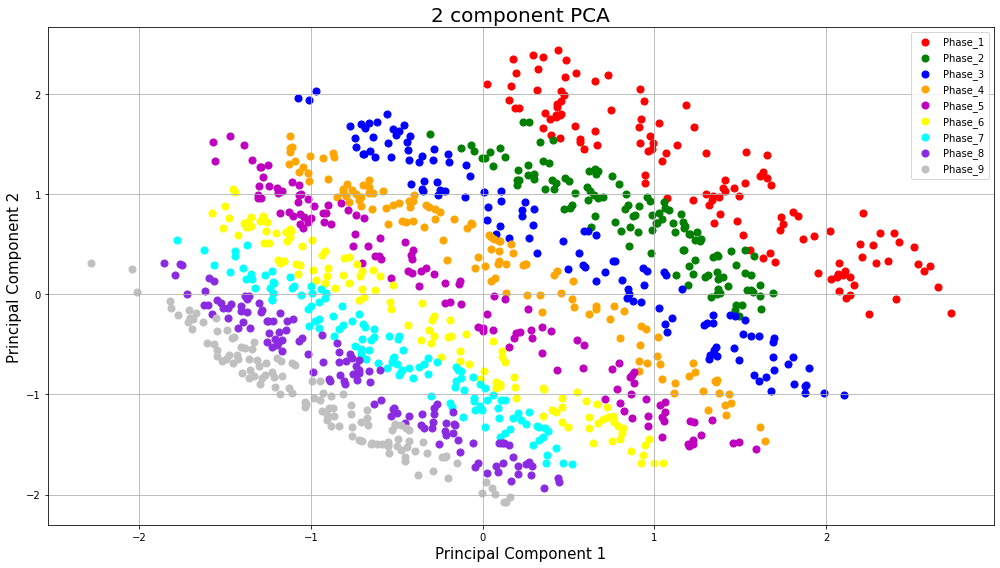 2 component PCA
Phase_1
Phase_2
Phase_3
Phase_4
Phase_5
Phase_6
Phase_7
Phase_8
Phase_9
Principal Component 2
2
1
0
−1
−2
−2
−1
0
1
2
Principal Component 1